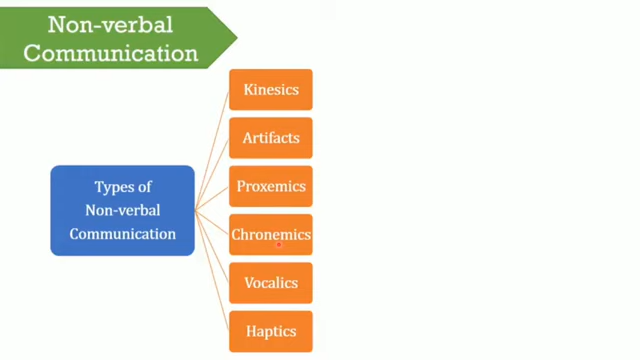 Non-verbal
Communication
Kinesics
Artifacts
Proxemics
Types of
Non-verbal
Communication
Chronemics
Vocalics
Haptics